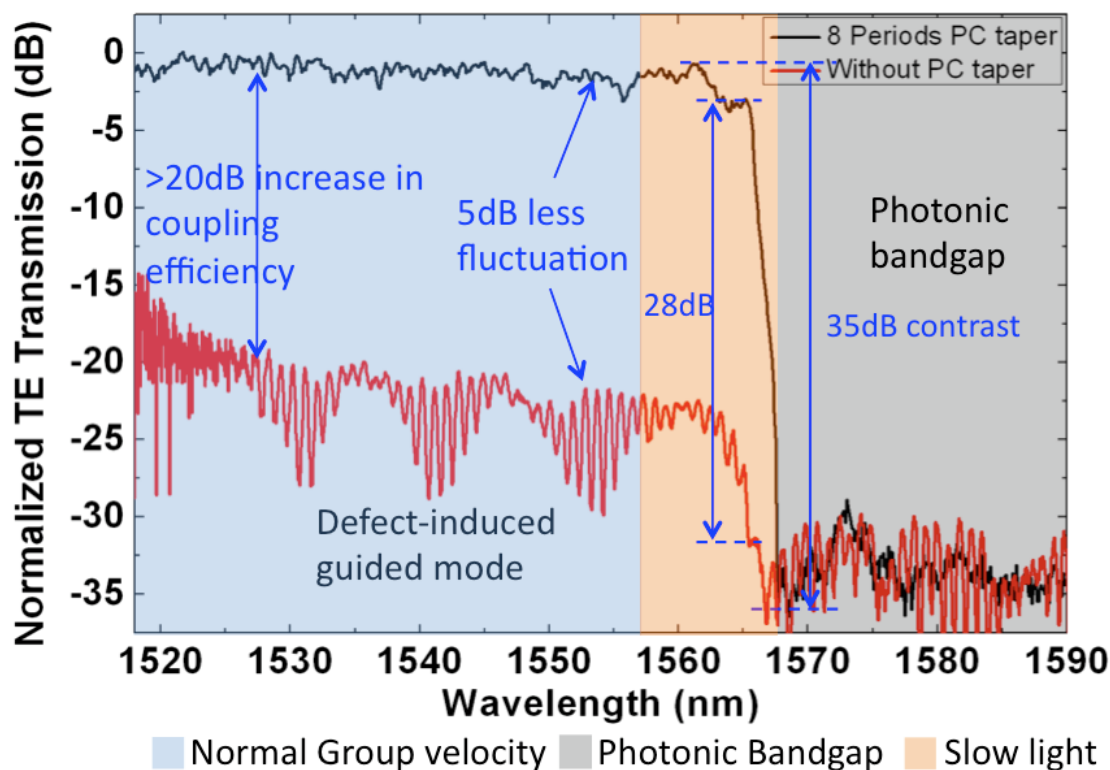 Normalized TE Transmission (dB)
0
-5
-10
-15
-20
-25
-30
-35
8 Periods PC taper
Without PC taper
>20dB increase in
coupling
efficiency
5dB less
fluctuation
28dB
Photonic
bandgap
35dB contrast
Defect-induced
guided mode
1520 1530 1540 1550 1560 1570 1580 1590
Wavelength (nm)
Normal Group velocity Photonic Bandgap Slow light